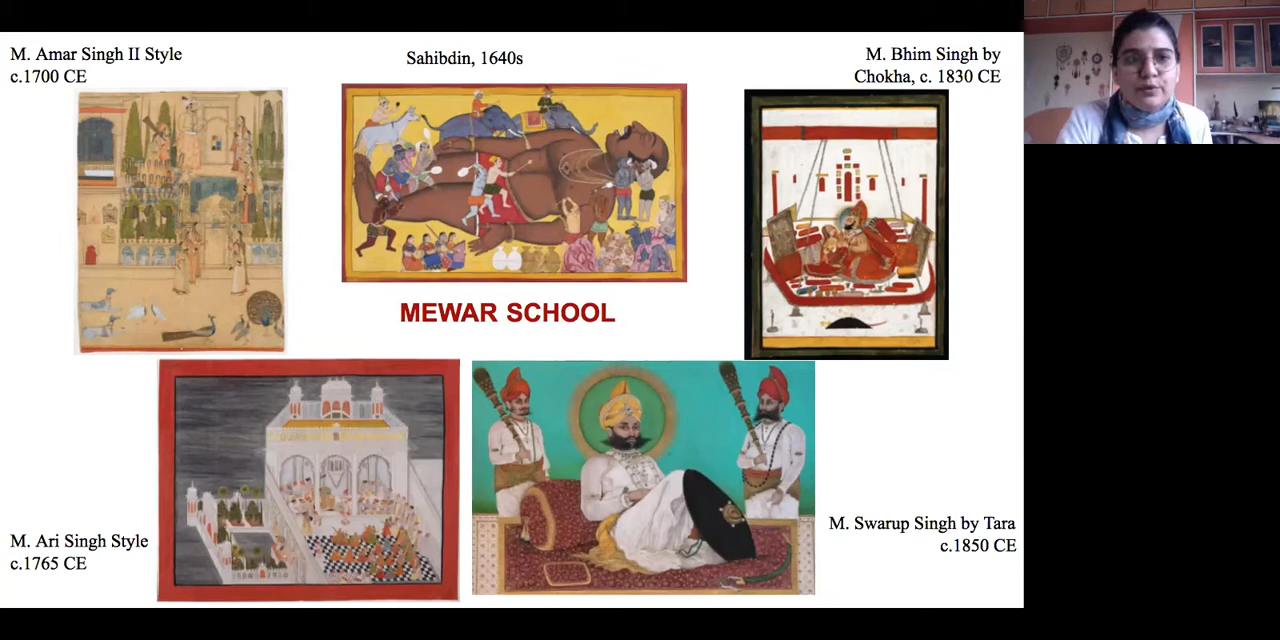 M. Amar Singh II Style
c.1700 CE
Sahibdin, 1640s
M. Bhim Singh by
Chokha, c. 1830 CE
MEWAR SCHOOL
M. Ari Singh Style
c.1765 CE
M. Swarup Singh by Tara
c.1850 CE